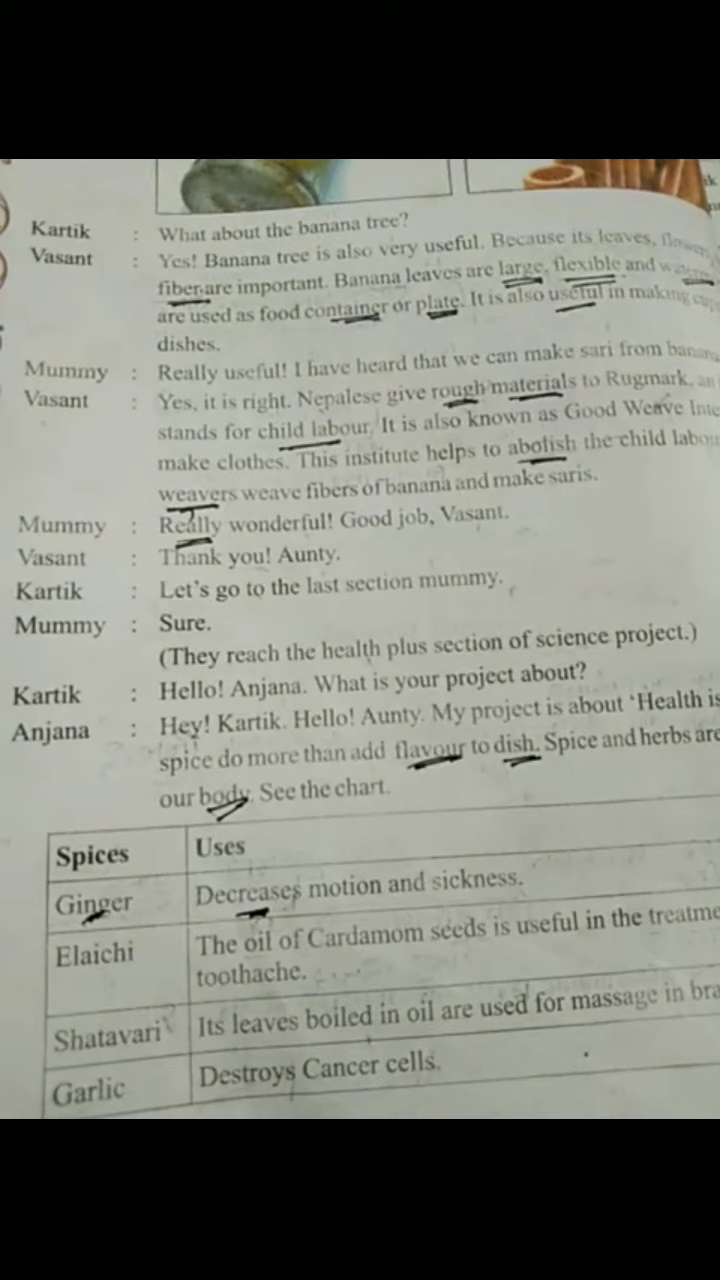 Kartik : What about the banana tree?
Vasant : Yes! Banana tree is also very useful. Because its leaves,
fiber are important. Banana leaves are large, flexible and
are used as food container or plate. It is also useful in making
dishes.
Mummy : Really useful! I have heard that we can make sari from banana
Vasant : Yes, it is right. Nepalese give rough materials to Rugmark,
stands for child labour. It is also known as Good Weave
make clothes. This institute helps to abolish the child
weavers weave fibers of banana and make saris.
Mummy : Really wonderful! Good job, Vasant.
Vasant : Thank you! Aunty.
Kartik : Let's go to the last section mummy.
Mummy : Sure.
(They reach the health plus section of science project.)
Kartik : Hello! Anjana. What is your project about?
Anjana : Hey! Kartik. Hello! Aunty. My project is about ‘Health is
spice do more than add flavour to dish. Spice and herbs are
our body. See the chart.
Spices Uses
Ginger Decreases motion and sickness.
Elaichi The oil of Cardamom seeds is useful in the
toothache.
Shatavari Its leaves boiled in oil are used for massage in
Garlic Destroys Cancer cells.